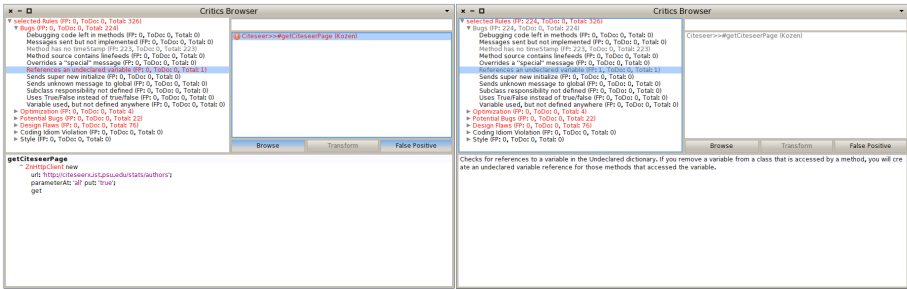 Critics Browser
selected Rules (FP: 0, ToDo: 0, Total: 326)
Bugs (FP: 0, ToDo: 0, Total: 224)
Debugging code left in methods (FP: 0, ToDo: 0, Total: 0)
Messages sent but not implemented (FP: 0, ToDo: 0, Total: 0)
Method has no timeStamp (FP: 223, ToDo: 0, Total: 223)
Method source contains linefeeds (FP: 0, ToDo: 0, Total: 0)
Overrides a "special" message (FP: 0, ToDo: 0, Total: 0)
References an undeclared variable (FP: 0, ToDo: 0, Total: 1)
Sends super new initialize (FP: 0, ToDo: 0, Total: 0)
Sends unknown message to global (FP: 0, ToDo: 0, Total: 0)
Subclass responsibility not defined (FP: 0, ToDo: 0, Total: 0)
Uses True/False instead of true/false (FP: 0, ToDo: 0, Total: 0)
Variable used, but not defined anywhere (FP: 0, ToDo: 0, Total: 0)
Optimization (FP: 0, ToDo: 0, Total: 4)
Potential Bugs (FP: 0, ToDo: 0, Total: 22)
Design Flaws (FP: 0, ToDo: 0, Total: 76)
Coding Idiom Violation (FP: 0, ToDo: 0, Total: 0)
Style (FP: 0, ToDo: 0, Total: 0)
Citeseer>>#getCiteseerPage (Kozen)
Browse Transform False Positive
getCiteseerPage
^ ZnHttpClient new
url: 'http://citeseerx.ist.psu.edu/stats/authors';
parameterAt: 'all' put: 'true';
get
Critics Browser
selected Rules (FP: 224, ToDo: 0, Total: 326)
Bugs (FP: 224, ToDo: 0, Total: 224)
Debugging code left in methods (FP: 0, ToDo: 0, Total: 0)
Messages sent but not implemented (FP: 0, ToDo: 0, Total: 0)
Method has no timeStamp (FP: 223, ToDo: 0, Total: 223)
Method source contains linefeeds (FP: 0, ToDo: 0, Total: 0)
Overrides a "special" message (FP: 0, ToDo: 0, Total: 0)
References an undeclared variable (FP: 1, ToDo: 0, Total: 1)
Sends super new initialize (FP: 0, ToDo: 0, Total: 0)
Sends unknown message to global (FP: 0, ToDo: 0, Total: 0)
Subclass responsibility not defined (FP: 0, ToDo: 0, Total: 0)
Uses True/False instead of true/false (FP: 0, ToDo: 0, Total: 0)
Variable used, but not defined anywhere (FP: 0, ToDo: 0, Total: 0)
Optimization (FP: 0, ToDo: 0, Total: 4)
Potential Bugs (FP: 0, ToDo: 0, Total: 22)
Design Flaws (FP: 0, ToDo: 0, Total: 76)
Coding Idiom Violation (FP: 0, ToDo: 0, Total: 0)
Style (FP: 0, ToDo: 0, Total: 0)
Citeseer>>#getCiteseerPage (Kozen)
Browse Transform False Positive
Checks for references to a variable in the Undeclared dictionary. If you remove a variable from a class that is accessed by a method, you will cre
ate an undeclared variable reference for those methods that accessed the variable.